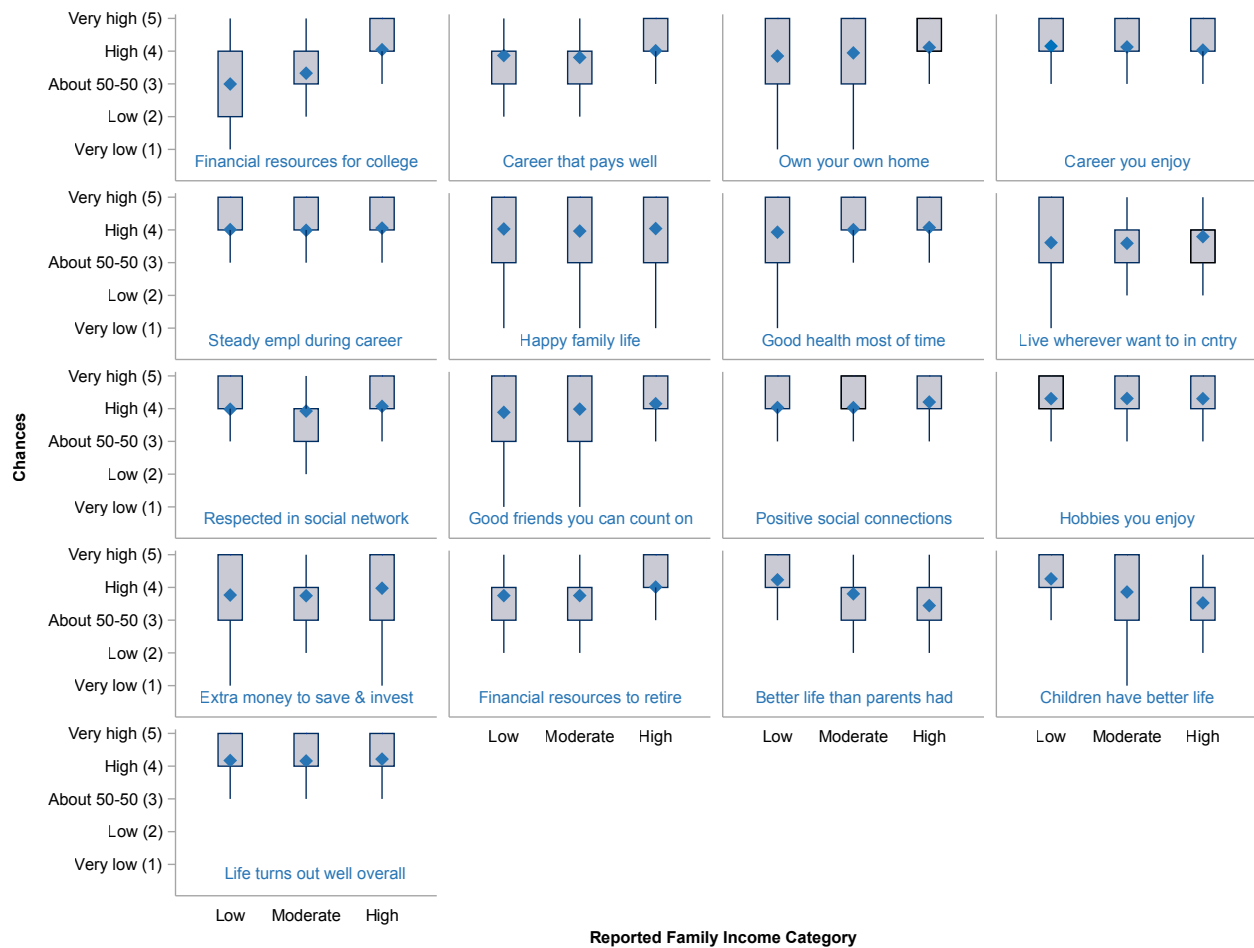 Very high (5)
High (4)
About 50-50 (3)
Low (2)
Very low (1)
Financial resources for college
Career that pays well
Own your own home
Career you enjoy
Very high (5)
High (4)
About 50-50 (3)
Low (2)
Very low (1)
Steady empl during career
Happy family life
Good health most of time
Live wherever want to in cntry
Chances
Very high (5)
High (4)
About 50-50 (3)
Low (2)
Very low (1)
Respected in social network
Good friends you can count on
Positive social connections
Hobbies you enjoy
Very high (5)
High (4)
About 50-50 (3)
Low (2)
Very low (1)
Extra money to save & invest
Financial resources to retire
Better life than parents had
Children have better life
Low Moderate High
Low Moderate High
Low Moderate High
Very high (5)
High (4)
About 50-50 (3)
Low (2)
Very low (1)
Life turns out well overall
Low Moderate High
Reported Family Income Category